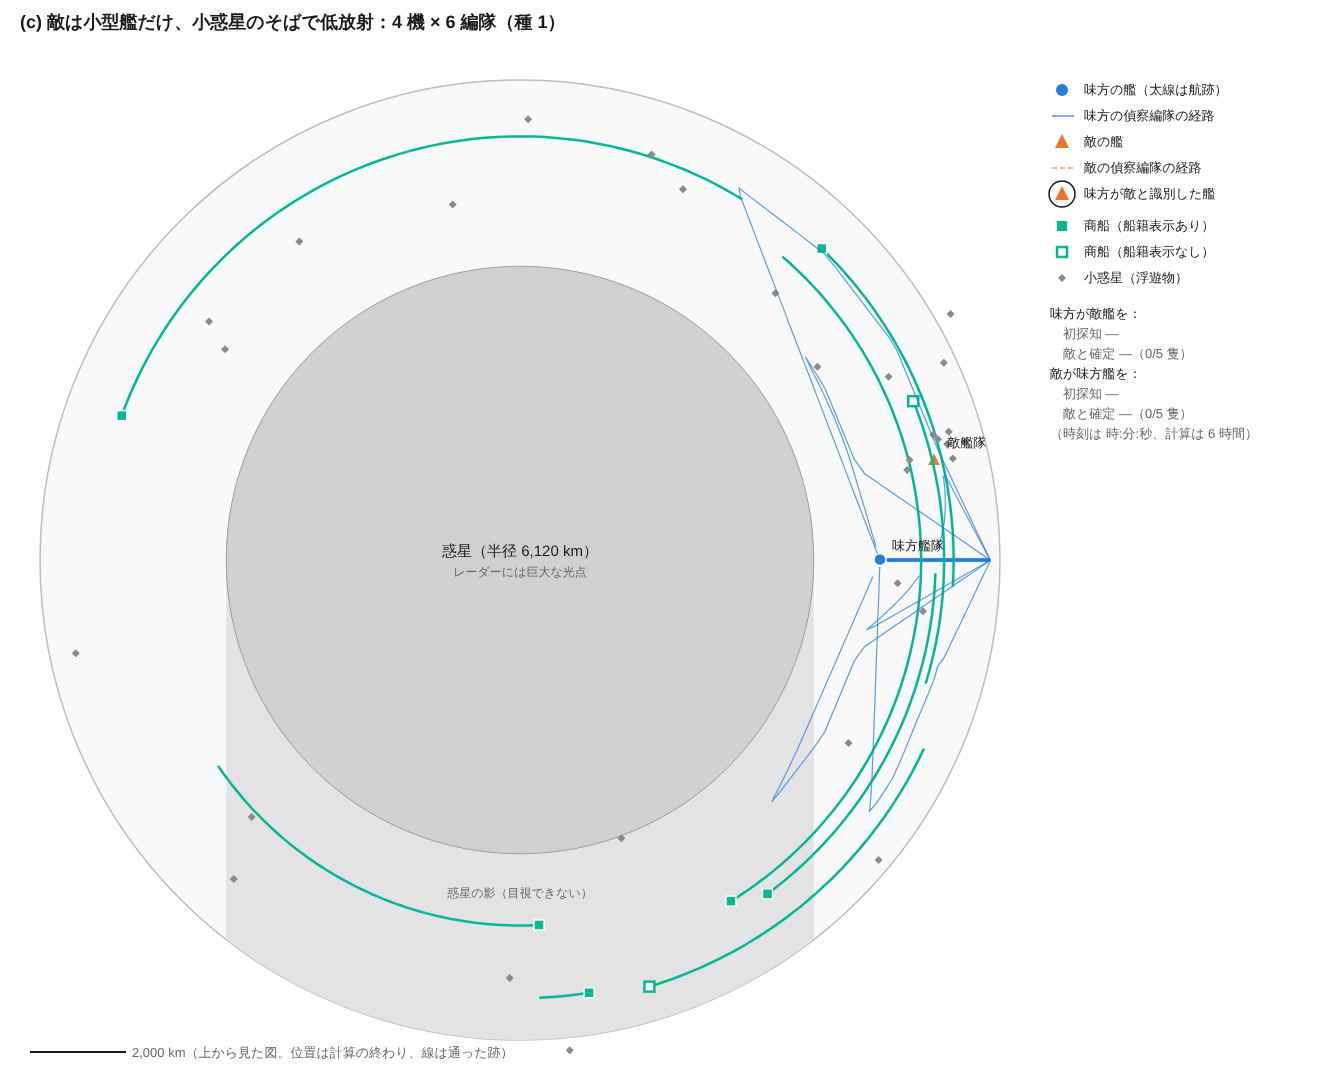 (c) 敵は小型艦だけ、小惑星のそばで低放射：4 機 × 6 編隊（種 1）
味方の艦（太線は航跡）
味方の偵察編隊の経路
敵の艦
敵の偵察編隊の経路
味方が敵と識別した艦
商船（船籍表示あり）
商船（船籍表示なし）
小惑星（浮遊物）
味方が敵艦を：
初探知 —
敵と確定 —（0/5 隻）
敵が味方艦を：
初探知 —
敵と確定 —（0/5 隻）
（時刻は 時:分:秒、計算は 6 時間）
敵艦隊
味方艦隊
惑星（半径 6,120 km）
レーダーには巨大な光点
惑星の影（目視できない）
2,000 km（上から見た図。位置は計算の終わり、線は通った跡）